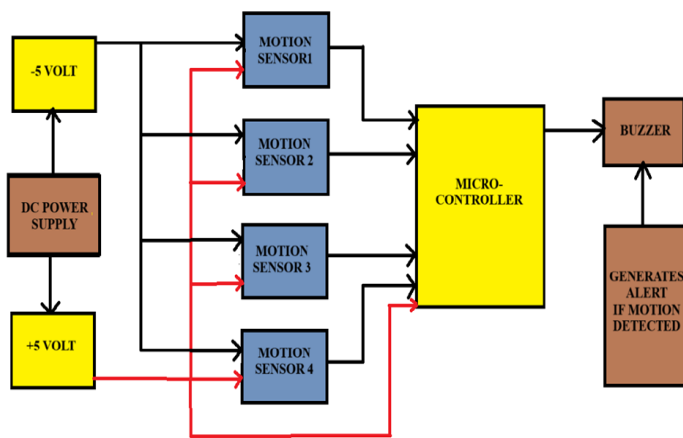 -5 VOLT
DC POWER
SUPPLY
+5 VOLT
MOTION
SENSOR1
MOTION
SENSOR 2
MOTION
SENSOR 3
MOTION
SENSOR 4
MICRO-
CONTROLLER
BUZZER
GENERATES
ALERT
IF MOTION
DETECTED